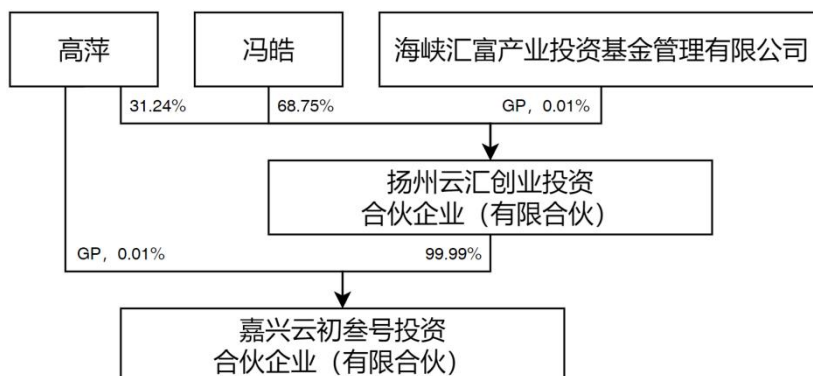 高萍
冯皓
海峡汇富产业投资基金管理有限公司
31.24%
68.75%
GP，0.01%
扬州云汇创业投资
合伙企业（有限合伙）
GP，0.01%
99.99%
嘉兴云初叁号投资
合伙企业（有限合伙）